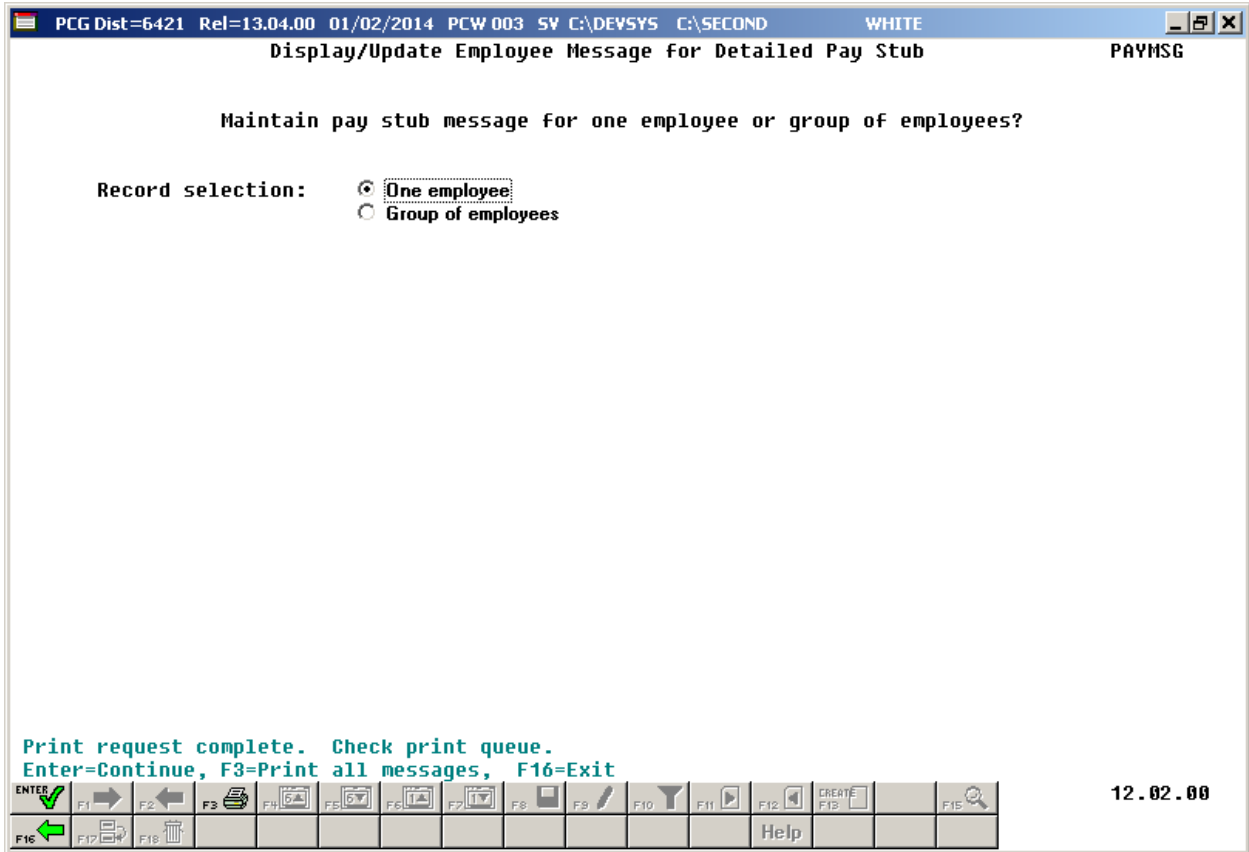 PCG Dist=6421 Rel=13.04.00 01/02/2014 PCW 003 SV C:\DEVSYS C:\SECOND WHITE
Display/Update Employee Message for Detailed Pay Stub PAYMSG
Maintain pay stub message for one employee or group of employees?
Record selection: One employee
Group of employees
Print request complete. Check print queue.
Enter=Continue, F3=Print all messages, F16=Exit
ENTER F1 F2 F3 F4 F5 F6 F7 F8 F9 F10 F11 F12 CREATE F13 F15 12.02.00
F16 F17 F18 Help